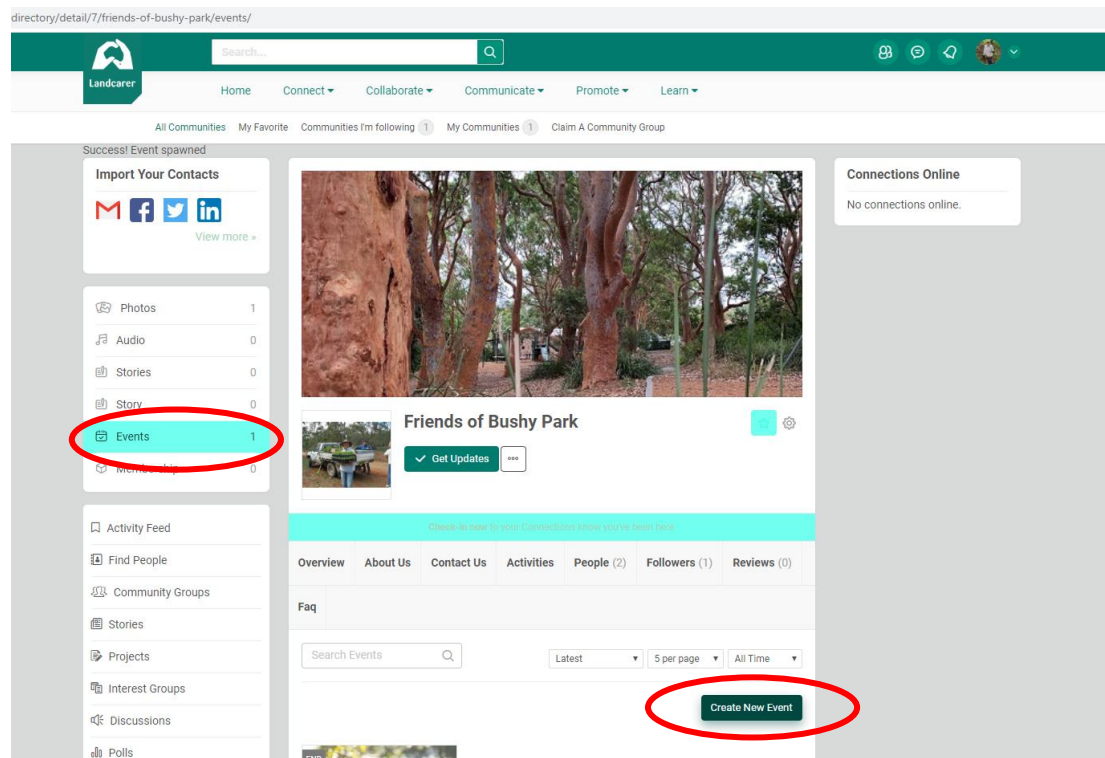 directory/detail/7/friends-of-bushy-park/events/
Search...
Landcarer
Home Connect Collaborate Communicate Promote Learn
All Communities My Favorite Communities I'm following 1 My Communities 1 Claim A Community Group
Success! Event spawned
Import Your Contacts
View more »
Photos 1
Audio 0
Stories 0
Story 0
Events 1
Membership 0
Activity Feed
Find People
Community Groups
Stories
Projects
Interest Groups
Discussions
Polls
Friends of Bushy Park
Get Updates
Check-in now to your Connections know you've been here
Overview About Us Contact Us Activities People (2) Followers (1) Reviews (0)
Faq
Search Events Latest 5 per page All Time
Create New Event
END
Connections Online
No connections online.